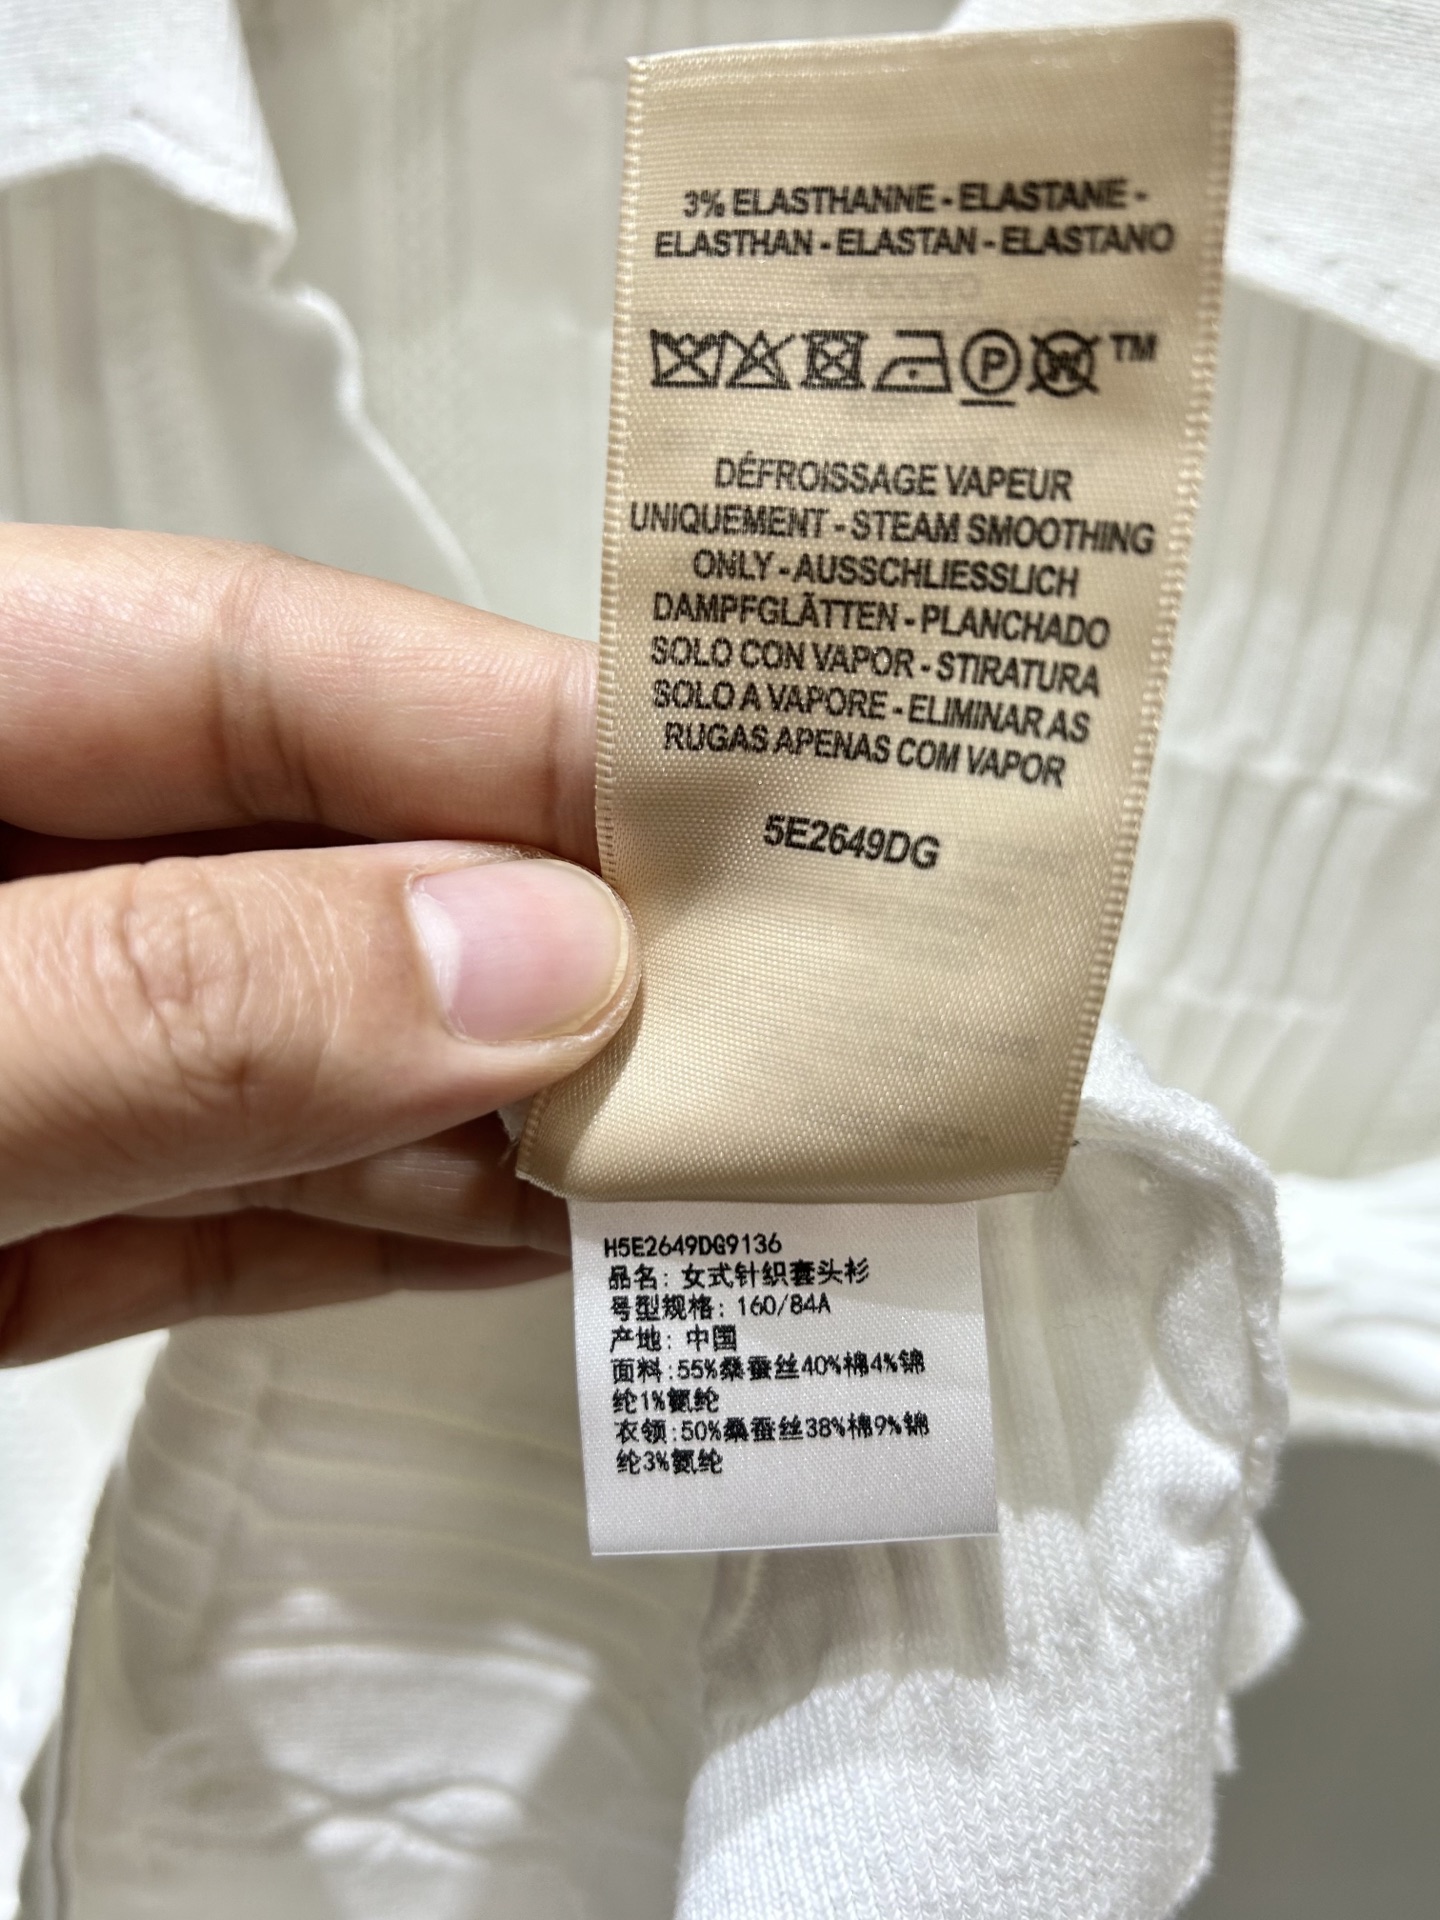 3% ELASTHANNE - ELASTANE -
ELASTHAN - ELASTAN - ELASTANO
P W TM
DÉFROISSAGE VAPEUR
UNIQUEMENT - STEAM SMOOTHING
ONLY - AUSSCHLIESSLICH
DAMPFGLÄTTEN - PLANCHADO
SOLO CON VAPOR - STIRATURA
SOLO A VAPORE - ELIMINAR AS
RUGAS APENAS COM VAPOR
5E2649DG
H5E2649DG9136
品名: 女式针织套头衫
号型规格: 160/84A
产地: 中国
面料:55%桑蚕丝40%棉4%锦
纶1%氨纶
衣领:50%桑蚕丝38%棉9%锦
纶3%氨纶